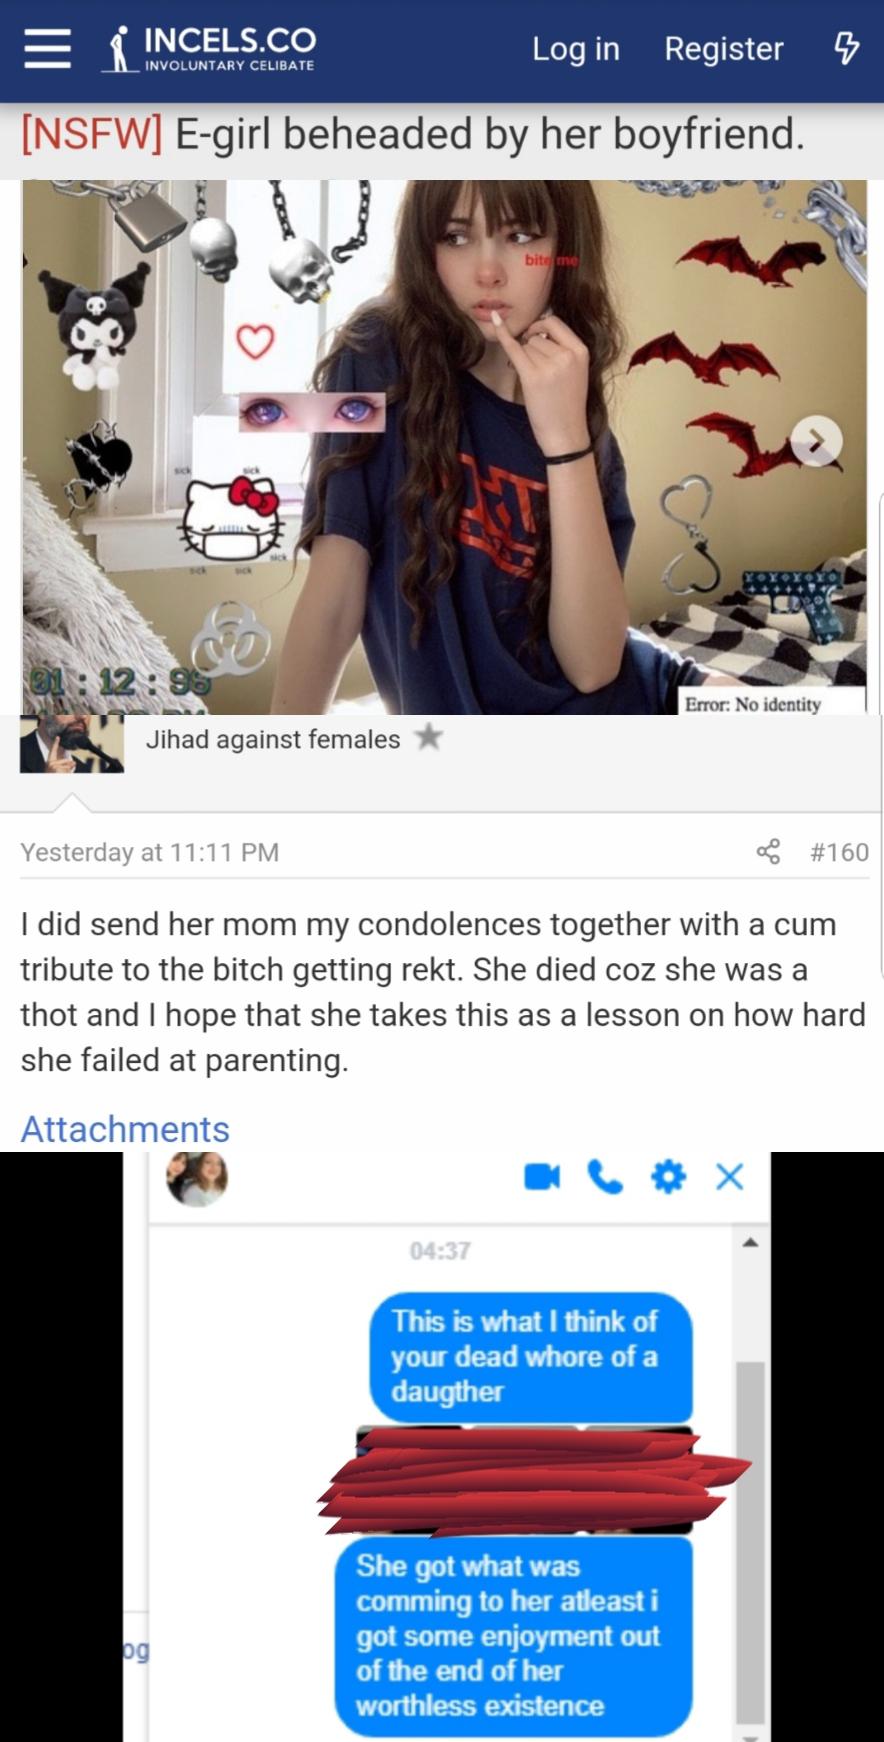 INCELS.CO
INVOLUNTARY CELIBATE
Log in
Register
[NSFW] E-girl beheaded by her boyfriend.
bite me
sick
sick
sick
sick
sick
01 : 12 : 98
Error: No identity
Jihad against females
Yesterday at 11:11 PM
#160
I did send her mom my condolences together with a cum
tribute to the bitch getting rekt. She died coz she was a
thot and I hope that she takes this as a lesson on how hard
she failed at parenting.
Attachments
04:37
This is what I think of
your dead whore of a
daugther
She got what was
comming to her atleast i
got some enjoyment out
of the end of her
worthless existence
og